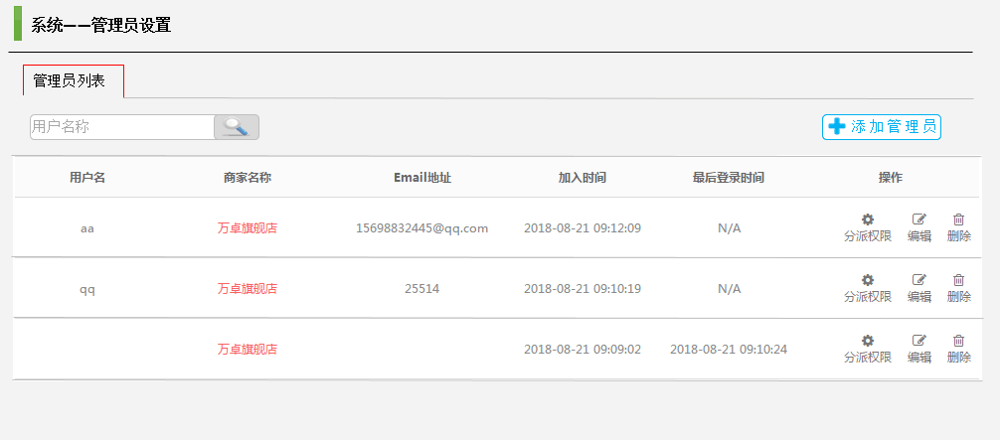 系统——管理员设置
管理员列表
用户名称 添加管理员
用户名 商家名称 Email地址 加入时间 最后登录时间 操作
aa 万卓旗舰店 15698832445@qq.com 2018-08-21 09:12:09 N/A 分派权限 编辑 删除
qq 万卓旗舰店 25514 2018-08-21 09:10:19 N/A 分派权限 编辑 删除
万卓旗舰店 2018-08-21 09:09:02 2018-08-21 09:10:24 分派权限 编辑 删除